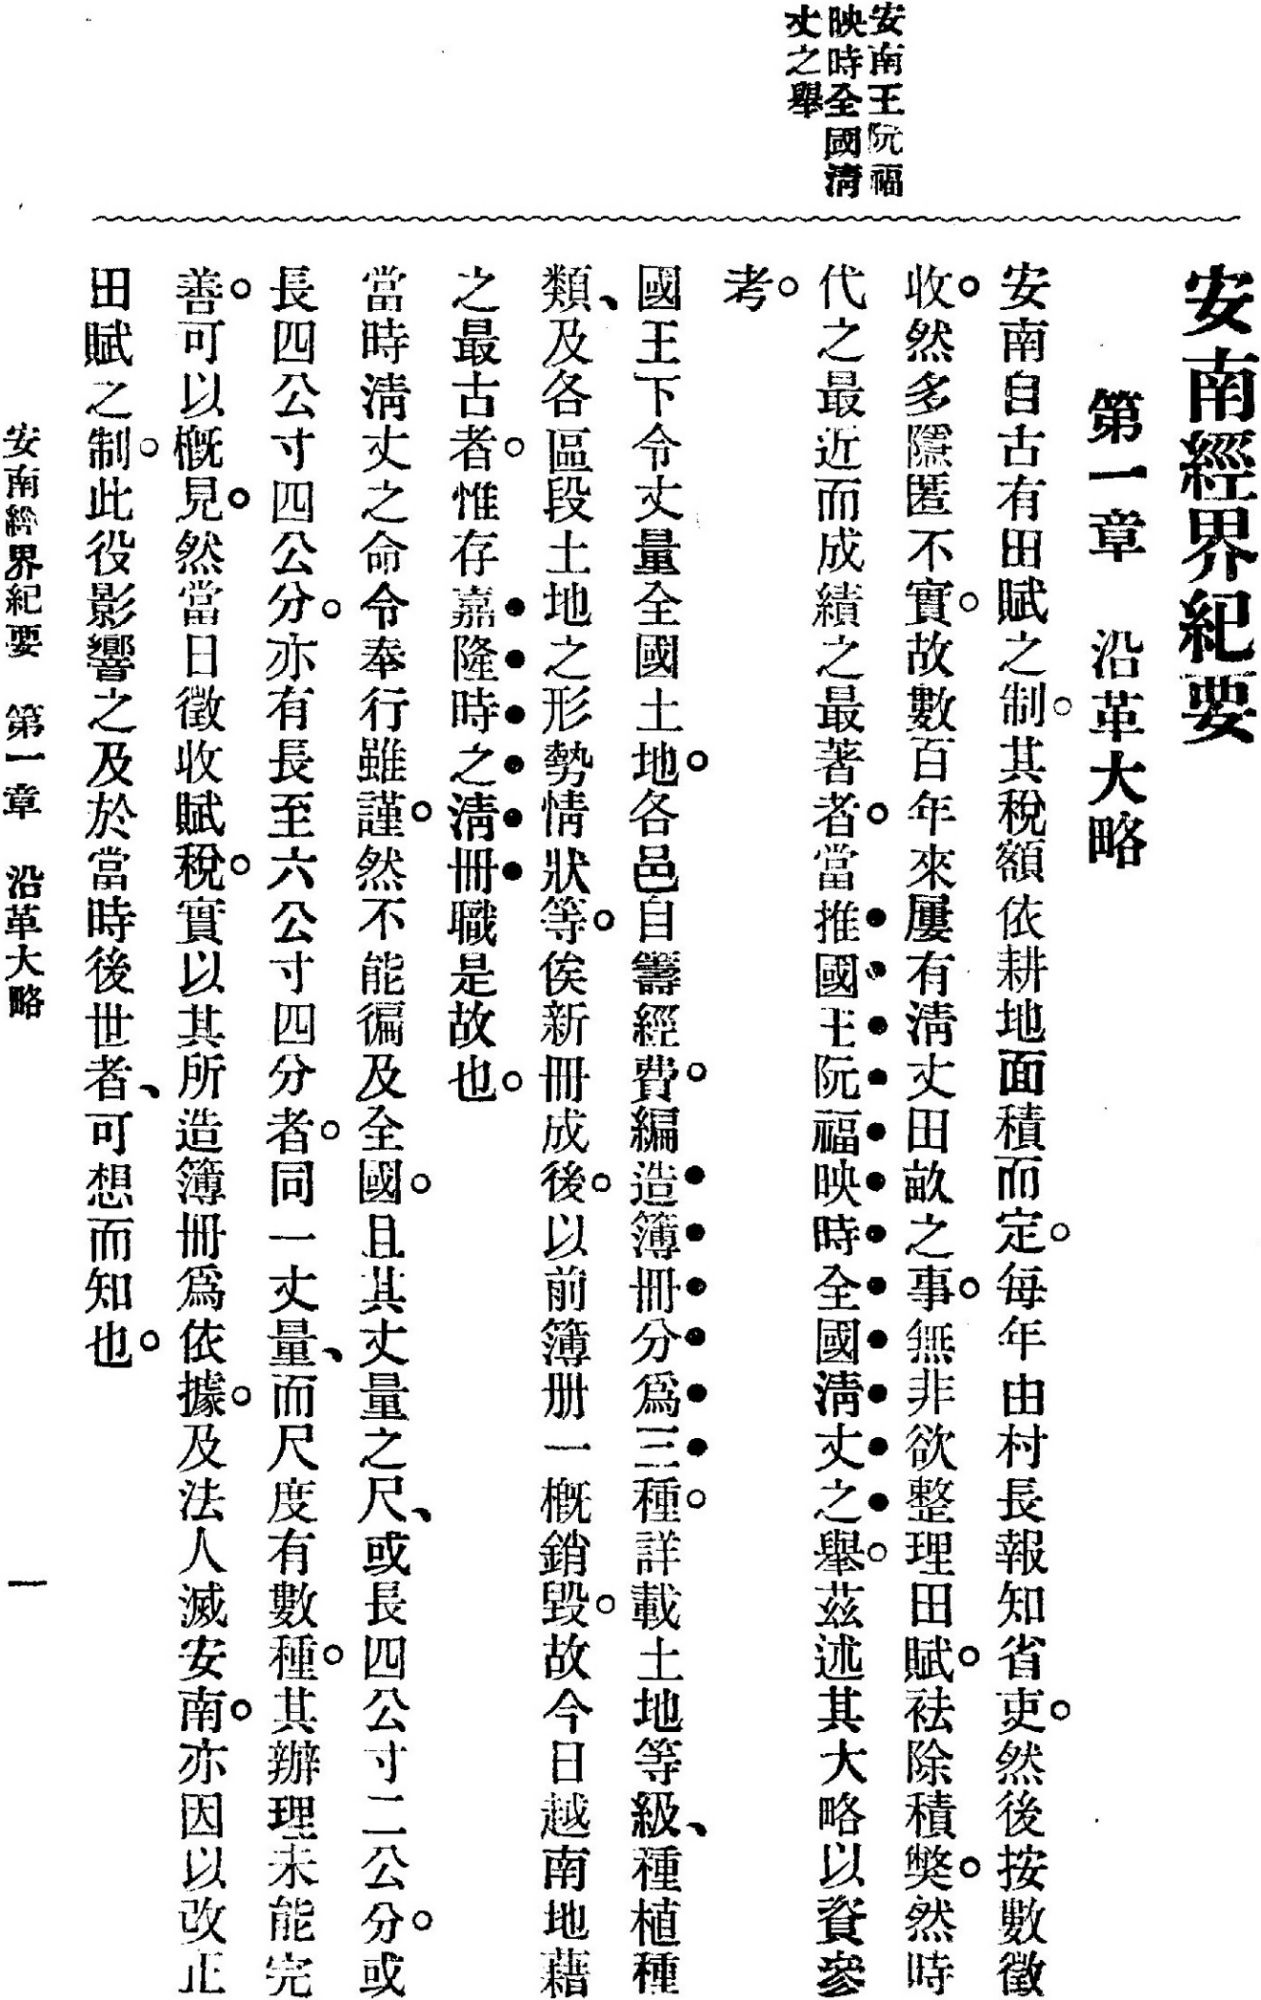 安南王阮福
映時全國淸
丈之舉
安南經界紀要
第一章　沿革大略
安南自古有田賦之制。其稅額依耕地面積而定。每年由村長報知省吏。然後按數徵
收。然多隱匿不實。故數百年來屢有淸丈田畝之事。無非欲整理田賦。祛除積獘。然時
代之最近而成績之最著者。當推國王阮福映時全國淸丈之舉。茲述其大略以資參
考。
國王下令丈量全國土地。各邑自籌經費。編造簿冊分爲三種。詳載土地等級、種植種
類、及各區段土地之形勢情狀等。俟新冊成後。以前簿册一概銷毀。故今日越南地藉
之最古者。惟存嘉隆時之淸冊職是故也。
當時淸丈之命令奉行雖謹。然不能徧及全國。且其丈量之尺、或長四公寸二公分。或
長四公寸四公分。亦有長至六公寸四分者。同一丈量、而尺度有數種。其辦理未能完
善。可以槪見。然當日徵收賦稅。實以其所造簿冊爲依據。及法人滅安南。亦因以改正
田賦之制。此役影響之及於當時後世者、可想而知也。
安南經界紀要　第一章　沿革大略
一